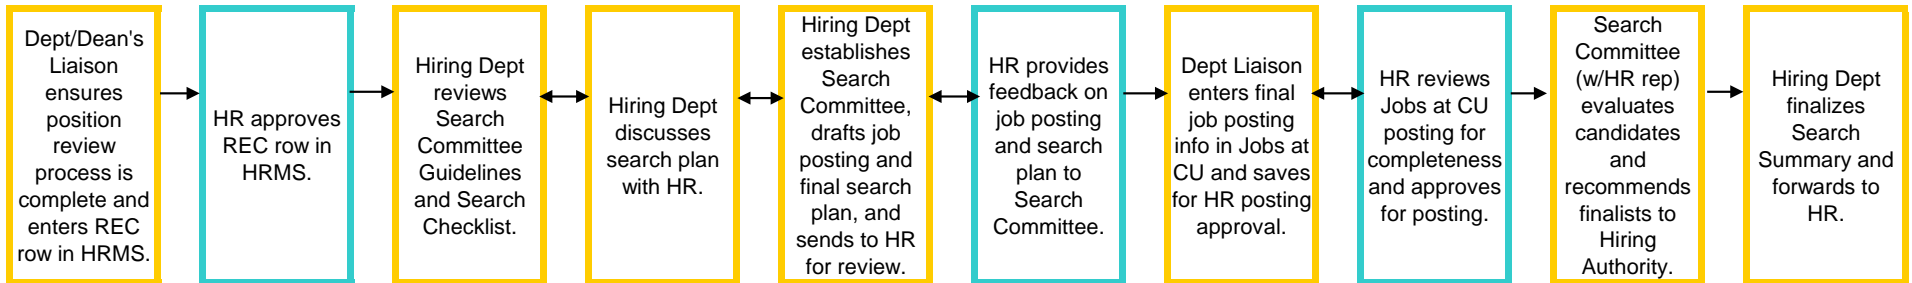 Dept/Dean's
Liaison
ensures
position
review
process is
complete and
enters REC
row in HRMS.
HR approves
REC row in
HRMS.
Hiring Dept
reviews
Search
Committee
Guidelines
and Search
Checklist.
Hiring Dept
discusses
search plan
with HR.
Hiring Dept
establishes
Search
Committee,
drafts job
posting and
final search
plan, and
sends to HR
for review.
HR provides
feedback on
job posting
and search
plan to
Search
Committee.
Dept Liaison
enters final
job posting
info in Jobs at
CU and saves
for HR posting
approval.
HR reviews
Jobs at CU
posting for
completeness
and approves
for posting.
Search
Committee
(w/HR rep)
evaluates
candidates
and
recommends
finalists to
Hiring
Authority.
Hiring Dept
finalizes
Search
Summary and
forwards to
HR.